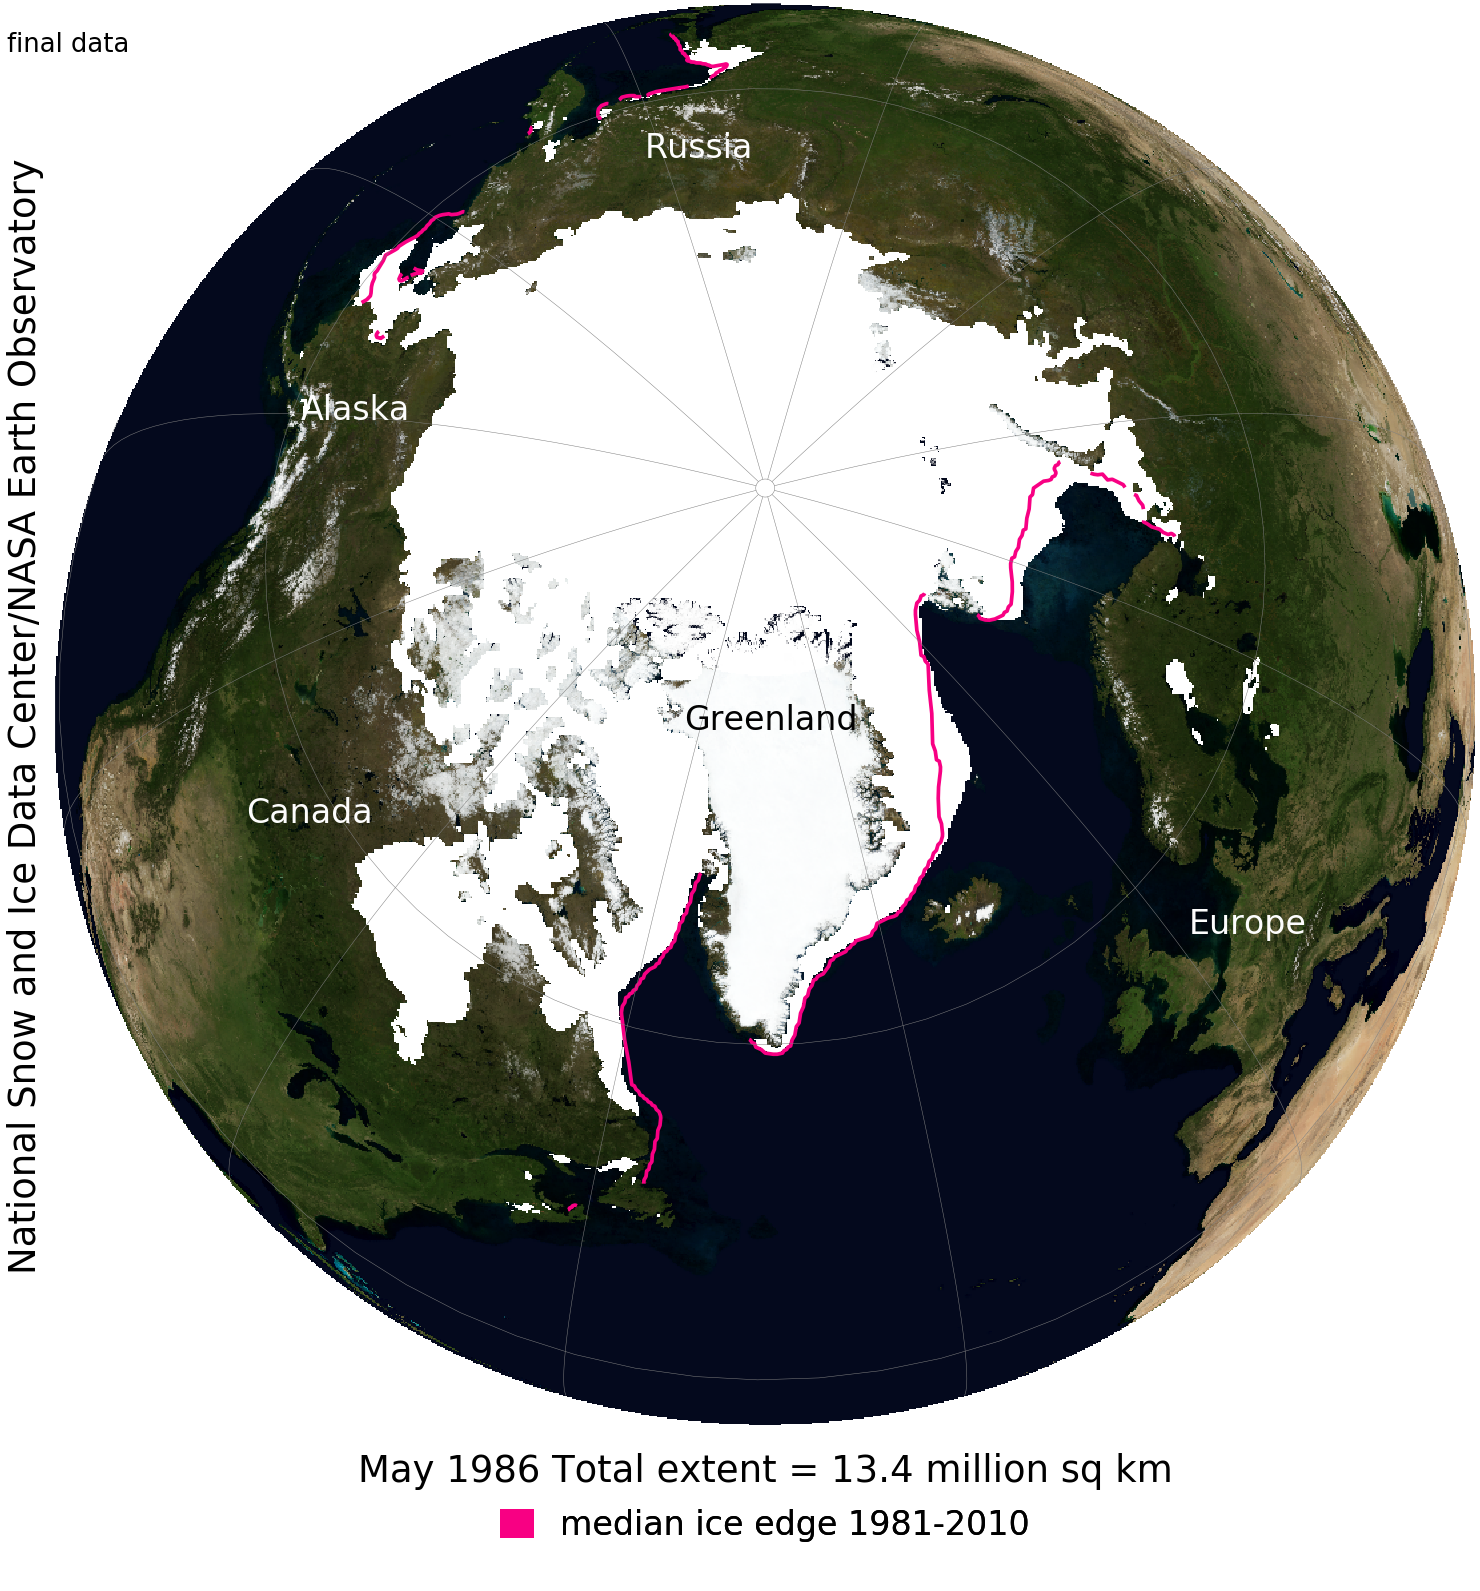 final data
National Snow and Ice Data Center/NASA Earth Observatory
Russia
Alaska
Greenland
Canada
Europe
May 1986 Total extent = 13.4 million sq km
median ice edge 1981-2010